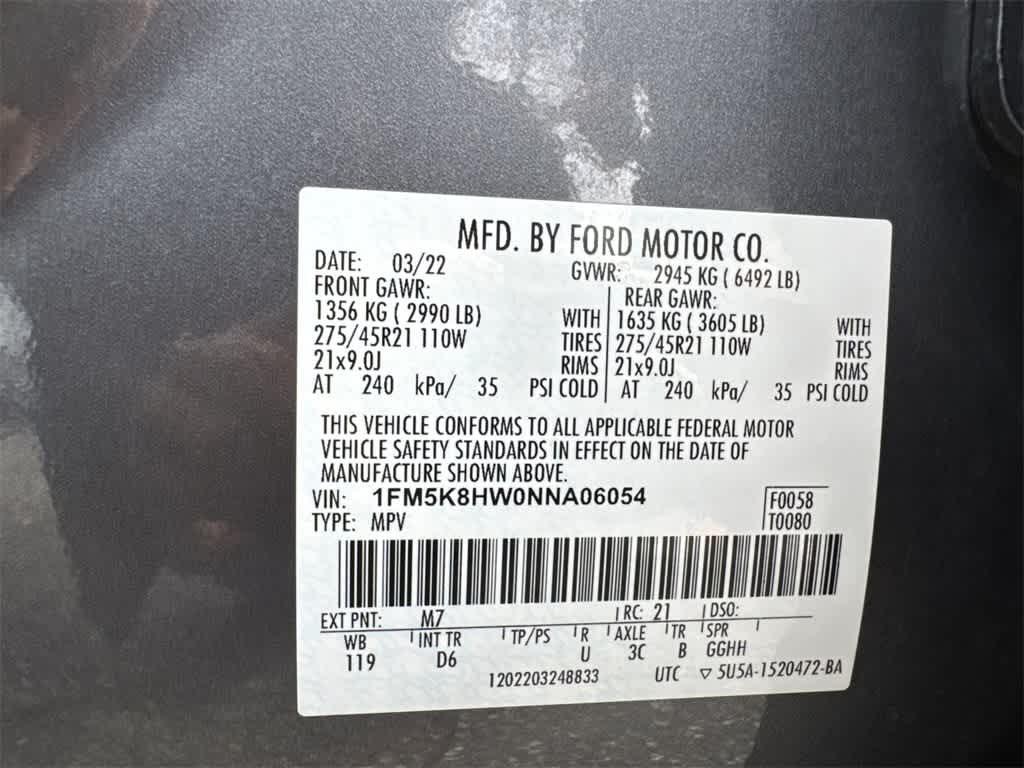 MFD. BY FORD MOTOR CO.
DATE: 03/22 GVWR: 2945 KG ( 6492 LB)
FRONT GAWR: REAR GAWR:
1356 KG ( 2990 LB) WITH 1635 KG ( 3605 LB) WITH
275/45R21 110W TIRES 275/45R21 110W TIRES
21x9.0J RIMS 21x9.0J RIMS
AT 240 kPa/ 35 PSI COLD AT 240 kPa/ 35 PSI COLD
THIS VEHICLE CONFORMS TO ALL APPLICABLE FEDERAL MOTOR
VEHICLE SAFETY STANDARDS IN EFFECT ON THE DATE OF
MANUFACTURE SHOWN ABOVE.
VIN: 1FM5K8HW0NNA06054 F0058
TYPE: MPV T0080
EXT PNT: M7 RC: 21 DSO:
WB INT TR TP/PS R AXLE TR SPR
119 D6 U 3C B GGHH
1202203248833 UTC ▽ 5U5A-1520472-BA